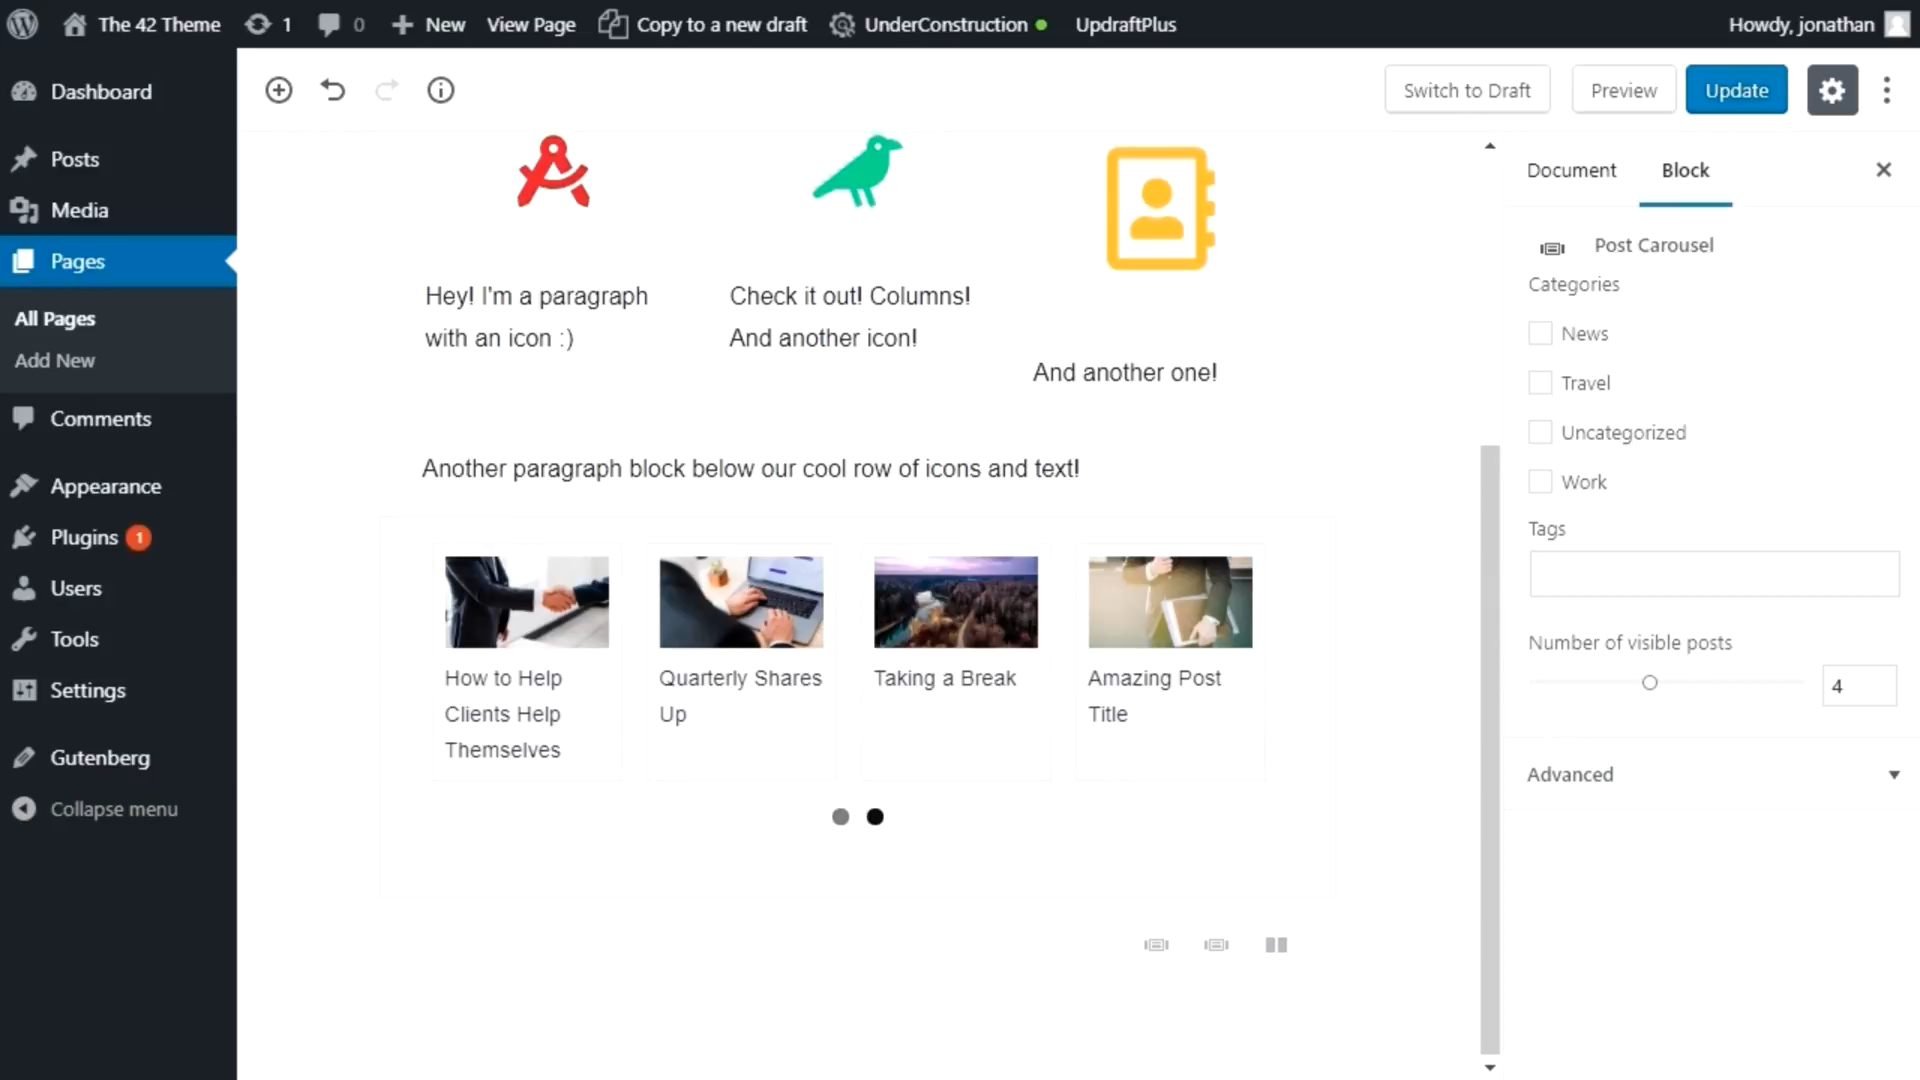 The 42 Theme 1 0 New View Page Copy to a new draft UnderConstruction UpdraftPlus Howdy, jonathan
Dashboard
Posts
Media
Pages
All Pages
Add New
Comments
Appearance
Plugins 1
Users
Tools
Settings
Gutenberg
Collapse menu
Switch to Draft Preview Update
Hey! I'm a paragraph
with an icon :)
Check it out! Columns!
And another icon!
And another one!
Another paragraph block below our cool row of icons and text!
How to Help
Clients Help
Themselves
Quarterly Shares
Up
Taking a Break
Amazing Post
Title
Document Block
Post Carousel
Categories
News
Travel
Uncategorized
Work
Tags
Number of visible posts
4
Advanced